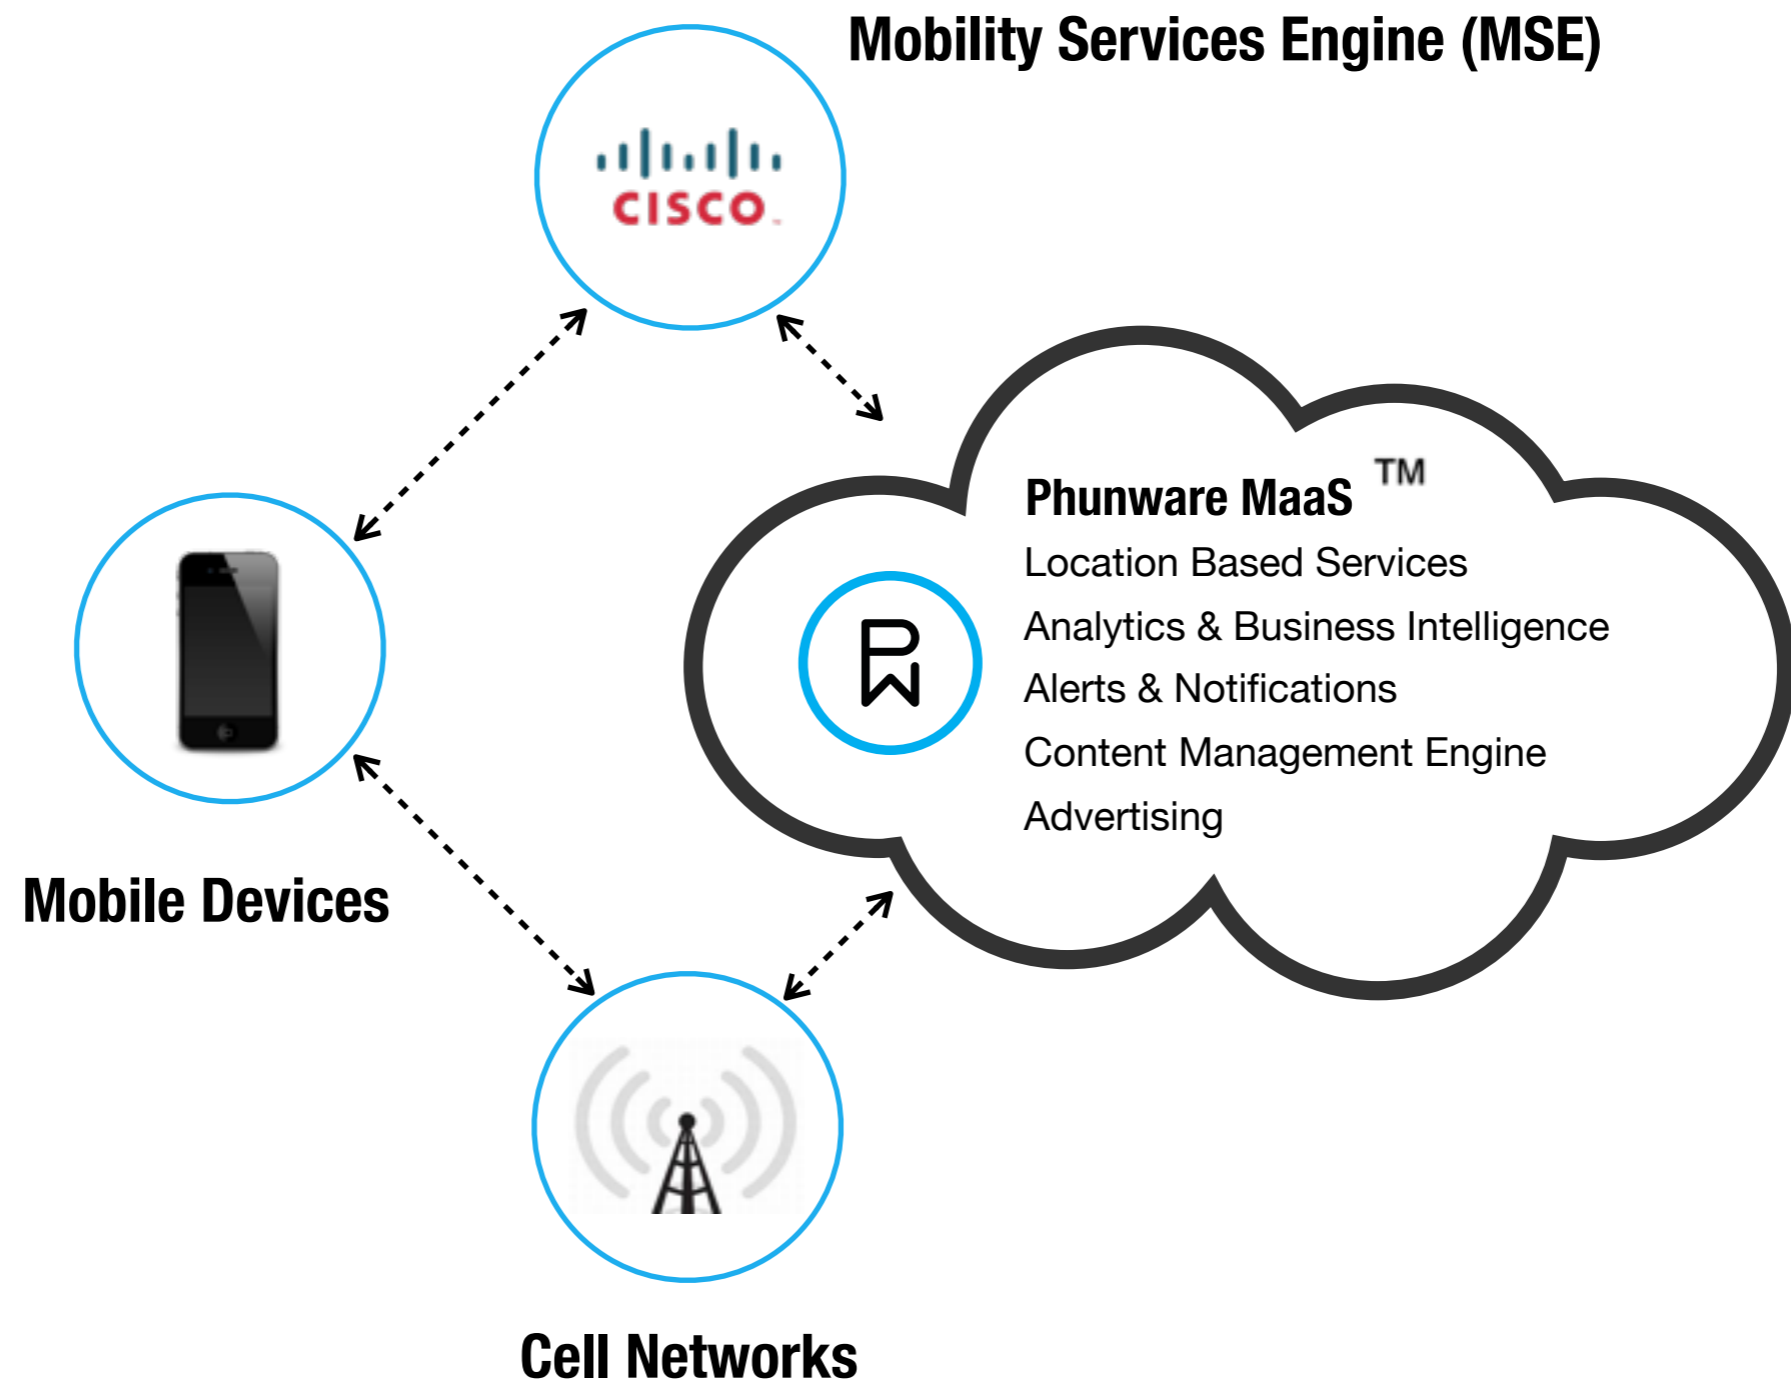 Mobility Services Engine (MSE)
CISCO
Phunware MaaS ™
Location Based Services
Analytics & Business Intelligence
Alerts & Notifications
Content Management Engine
Advertising
Mobile Devices
Cell Networks